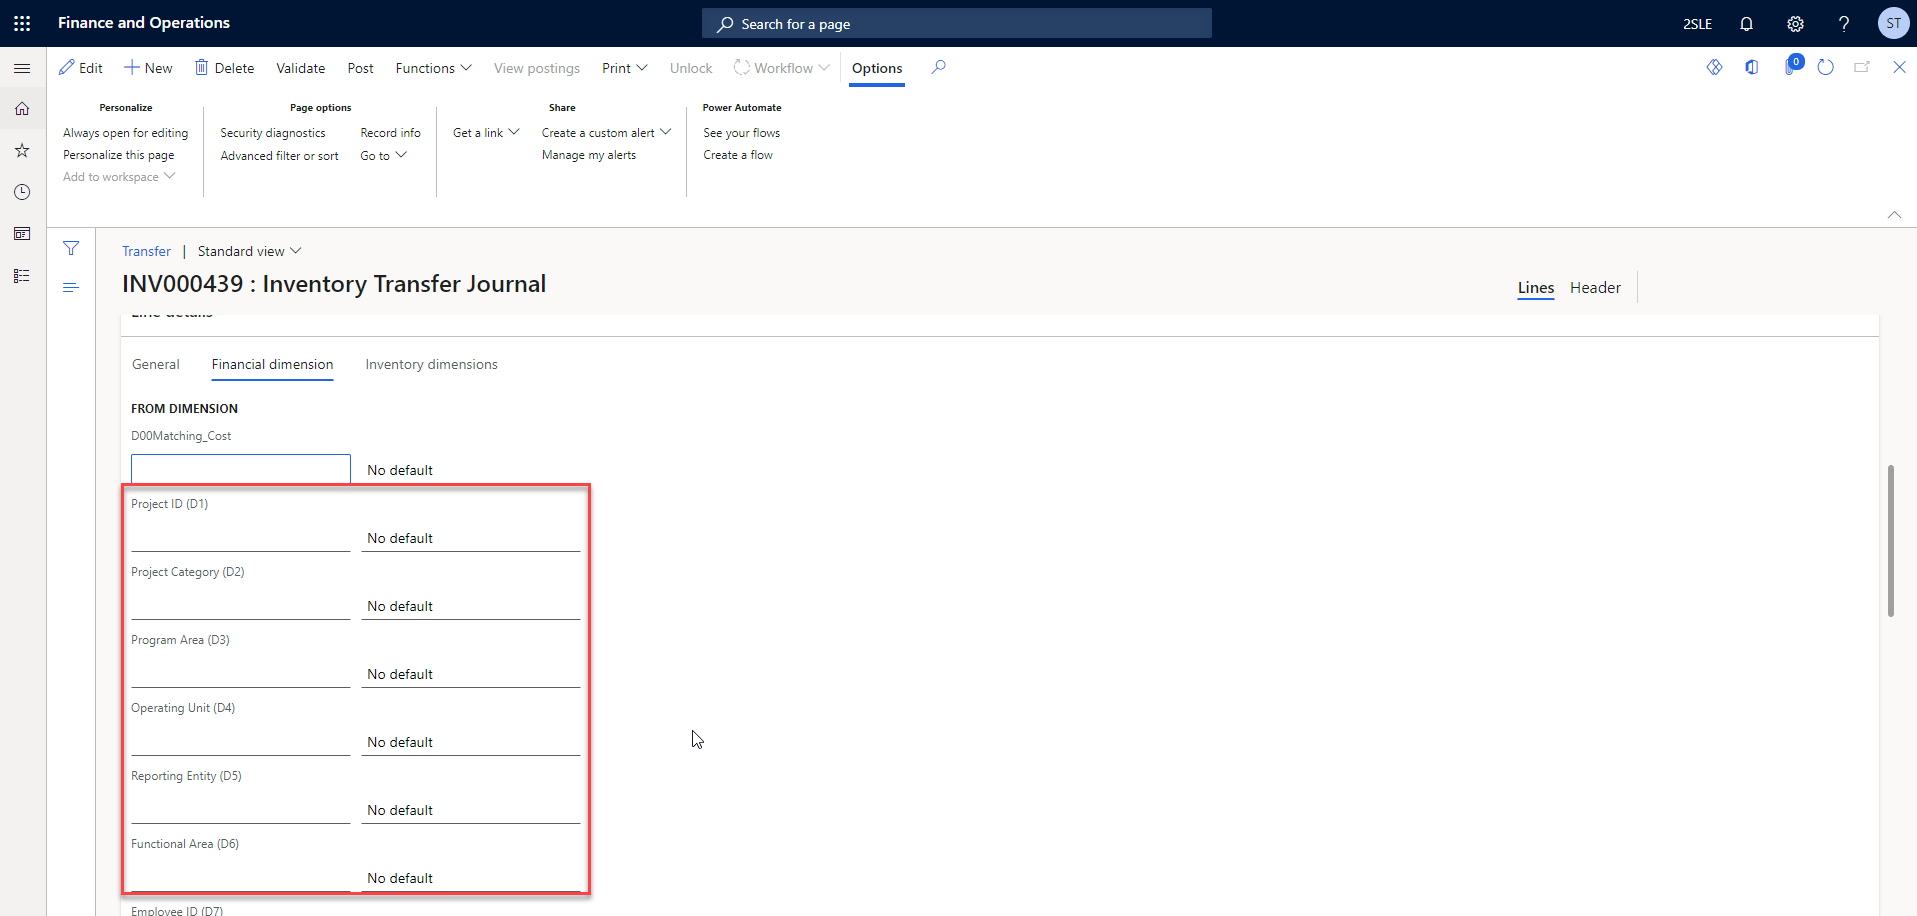 Finance and Operations
Search for a page
2SLE
?
ST
Edit
New
Delete
Validate
Post
Functions
View postings
Print
Unlock
Workflow
Options
0
Personalize
Always open for editing
Personalize this page
Add to workspace
Page options
Security diagnostics
Record info
Advanced filter or sort
Go to
Share
Get a link
Create a custom alert
Manage my alerts
Power Automate
See your flows
Create a flow
Transfer | Standard view
INV000439 : Inventory Transfer Journal
Lines
Header
Line details
General
Financial dimension
Inventory dimensions
FROM DIMENSION
D00Matching_Cost
No default
Project ID (D1)
No default
Project Category (D2)
No default
Program Area (D3)
No default
Operating Unit (D4)
No default
Reporting Entity (D5)
No default
Functional Area (D6)
No default
Employee ID (D7)